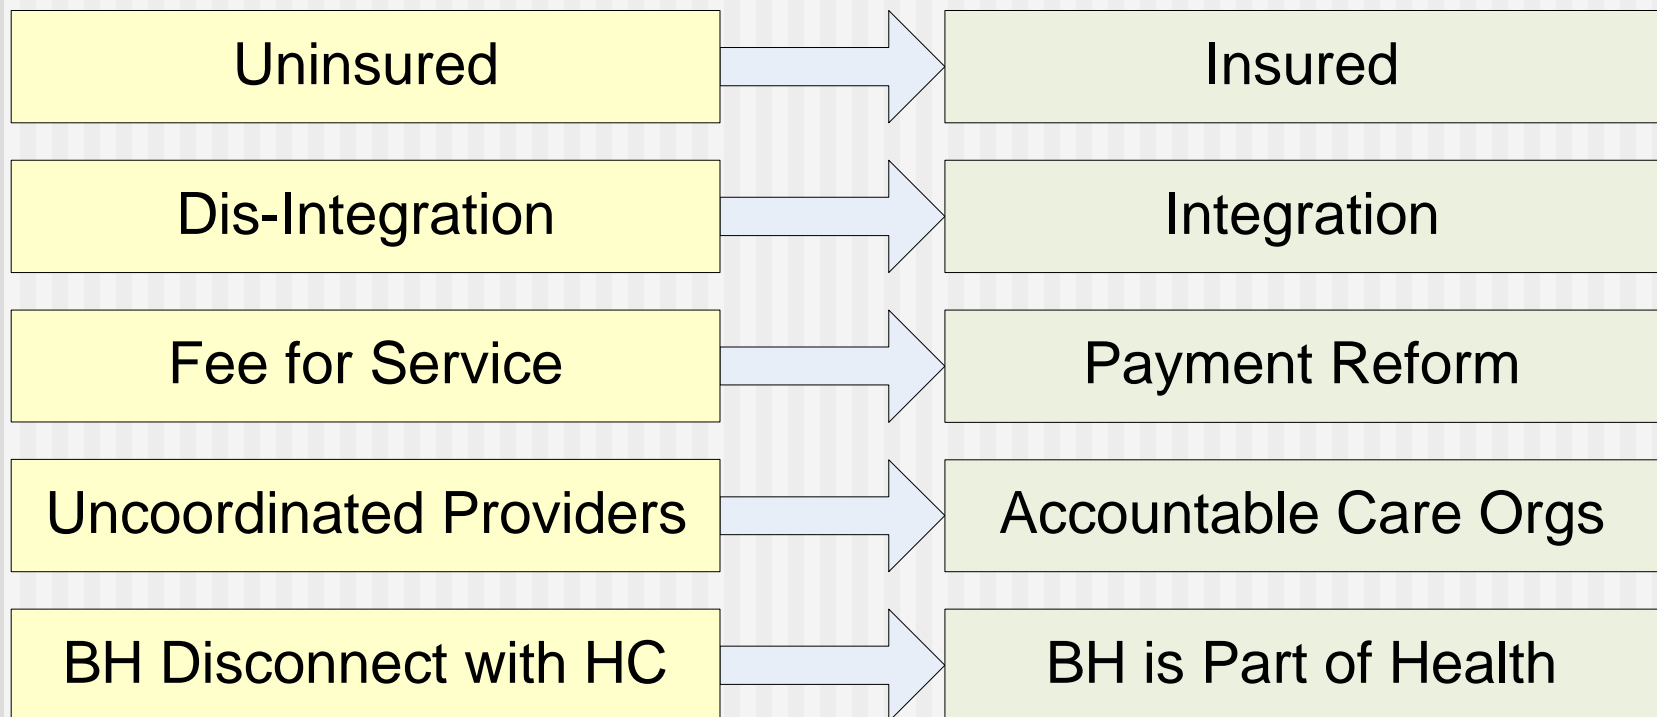 Uninsured
Insured
Dis-Integration
Integration
Fee for Service
Payment Reform
Uncoordinated Providers
Accountable Care Orgs
BH Disconnect with HC
BH is Part of Health